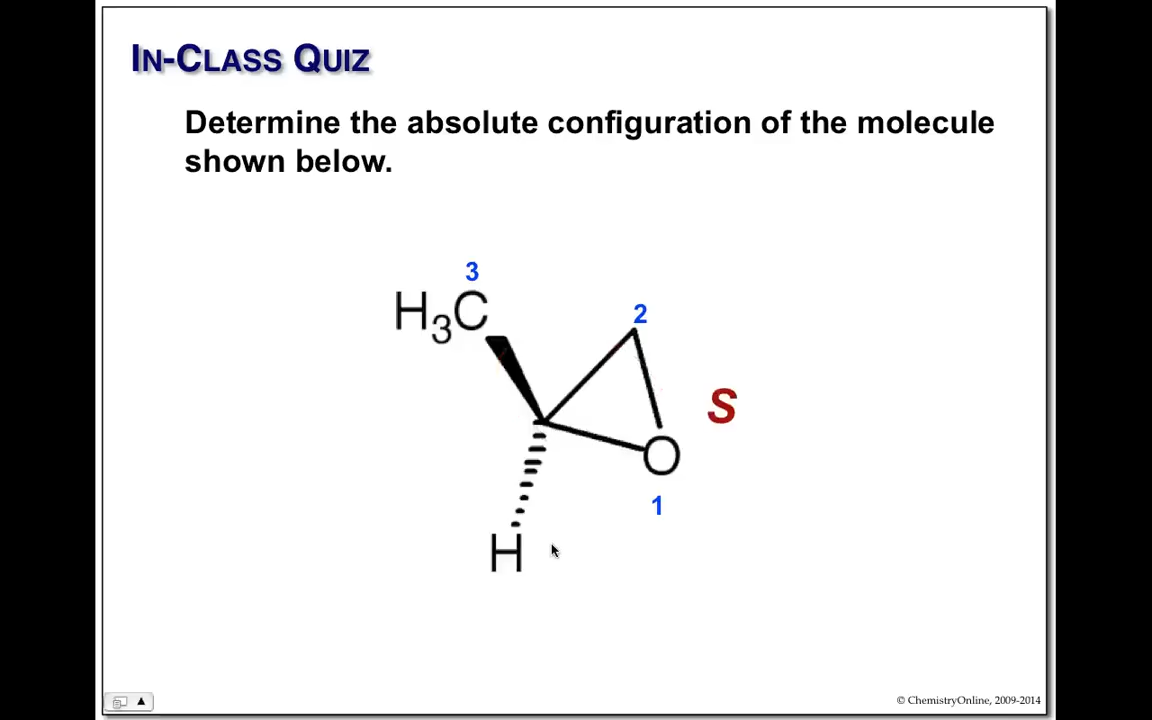 IN-CLASS QUIZ
Determine the absolute configuration of the molecule
shown below.
3
H₃C
2
S
O
1
H
© ChemistryOnline, 2009-2014